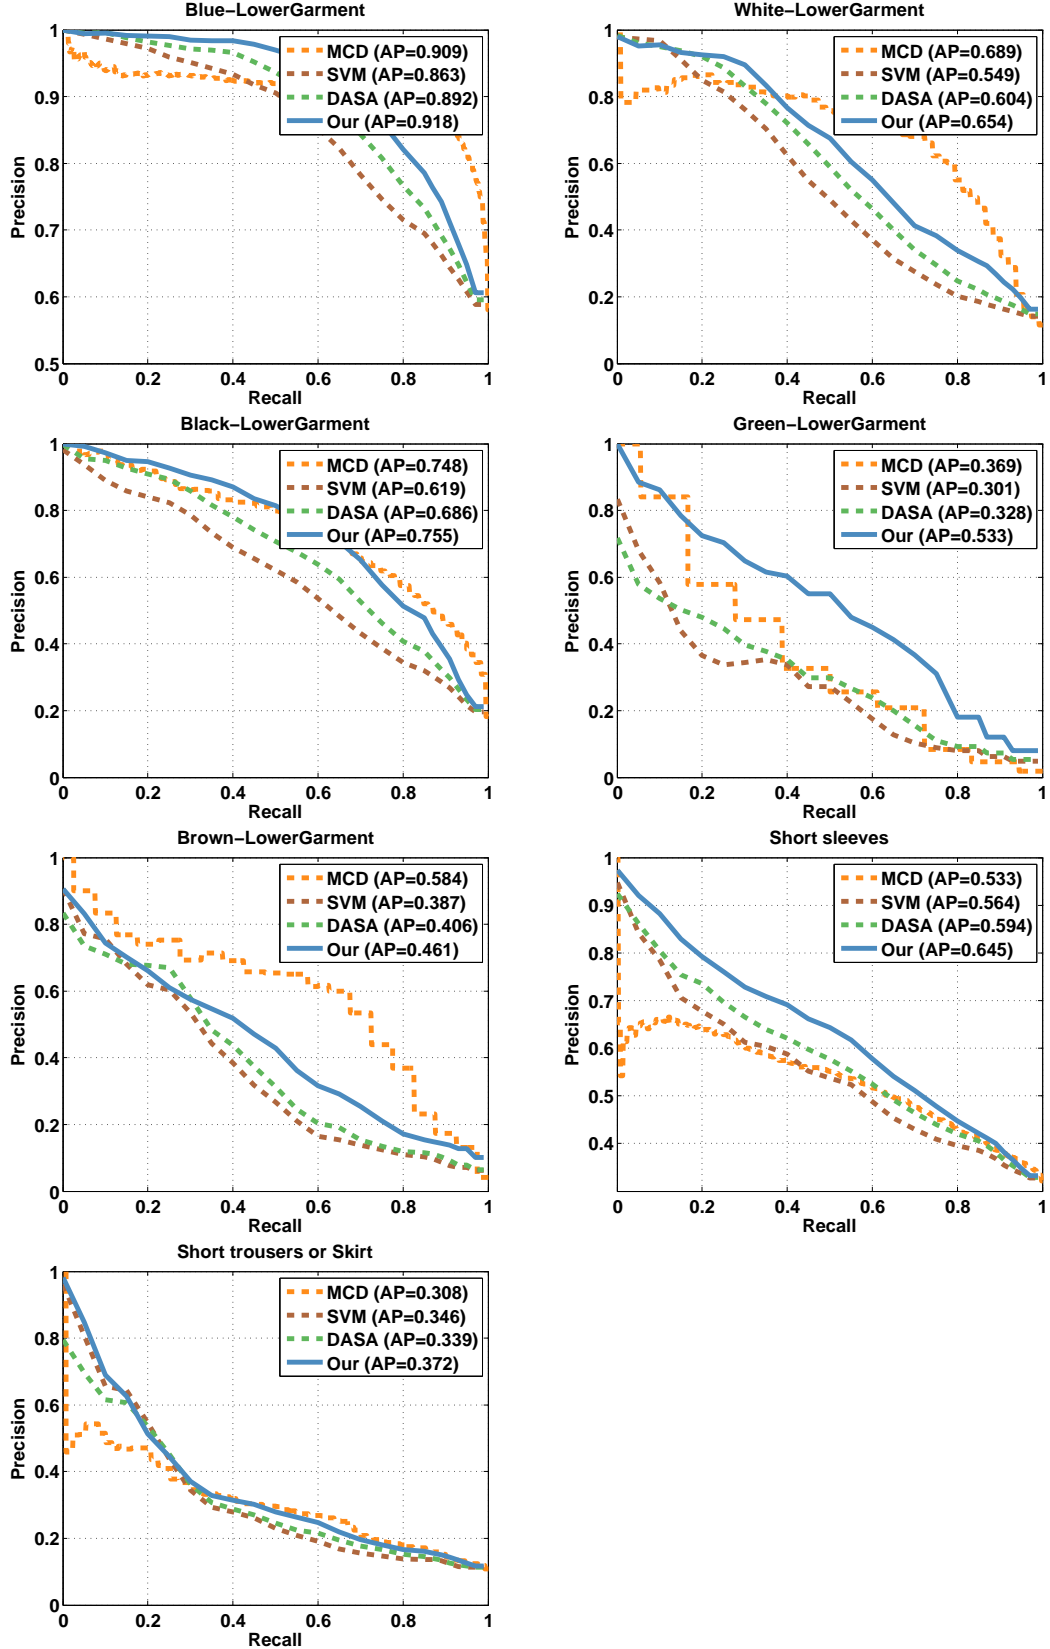 Blue−LowerGarment
1
0.9
0.8
0.7
0.6
0.5
Precision
MCD (AP=0.909)
SVM (AP=0.863)
DASA (AP=0.892)
Our (AP=0.918)
0 0.2 0.4 0.6 0.8 1
Recall
White−LowerGarment
1
0.8
0.6
0.4
0.2
0
Precision
MCD (AP=0.689)
SVM (AP=0.549)
DASA (AP=0.604)
Our (AP=0.654)
0 0.2 0.4 0.6 0.8 1
Recall
Black−LowerGarment
1
0.8
0.6
0.4
0.2
0
Precision
MCD (AP=0.748)
SVM (AP=0.619)
DASA (AP=0.686)
Our (AP=0.755)
0 0.2 0.4 0.6 0.8 1
Recall
Green−LowerGarment
1
0.8
0.6
0.4
0.2
0
Precision
MCD (AP=0.369)
SVM (AP=0.301)
DASA (AP=0.328)
Our (AP=0.533)
0 0.2 0.4 0.6 0.8 1
Recall
Brown−LowerGarment
1
0.8
0.6
0.4
0.2
0
Precision
MCD (AP=0.584)
SVM (AP=0.387)
DASA (AP=0.406)
Our (AP=0.461)
0 0.2 0.4 0.6 0.8 1
Recall
Short sleeves
1
0.9
0.8
0.7
0.6
0.5
0.4
Precision
MCD (AP=0.533)
SVM (AP=0.564)
DASA (AP=0.594)
Our (AP=0.645)
0 0.2 0.4 0.6 0.8 1
Recall
Short trousers or Skirt
1
0.8
0.6
0.4
0.2
0
Precision
MCD (AP=0.308)
SVM (AP=0.346)
DASA (AP=0.339)
Our (AP=0.372)
0 0.2 0.4 0.6 0.8 1
Recall